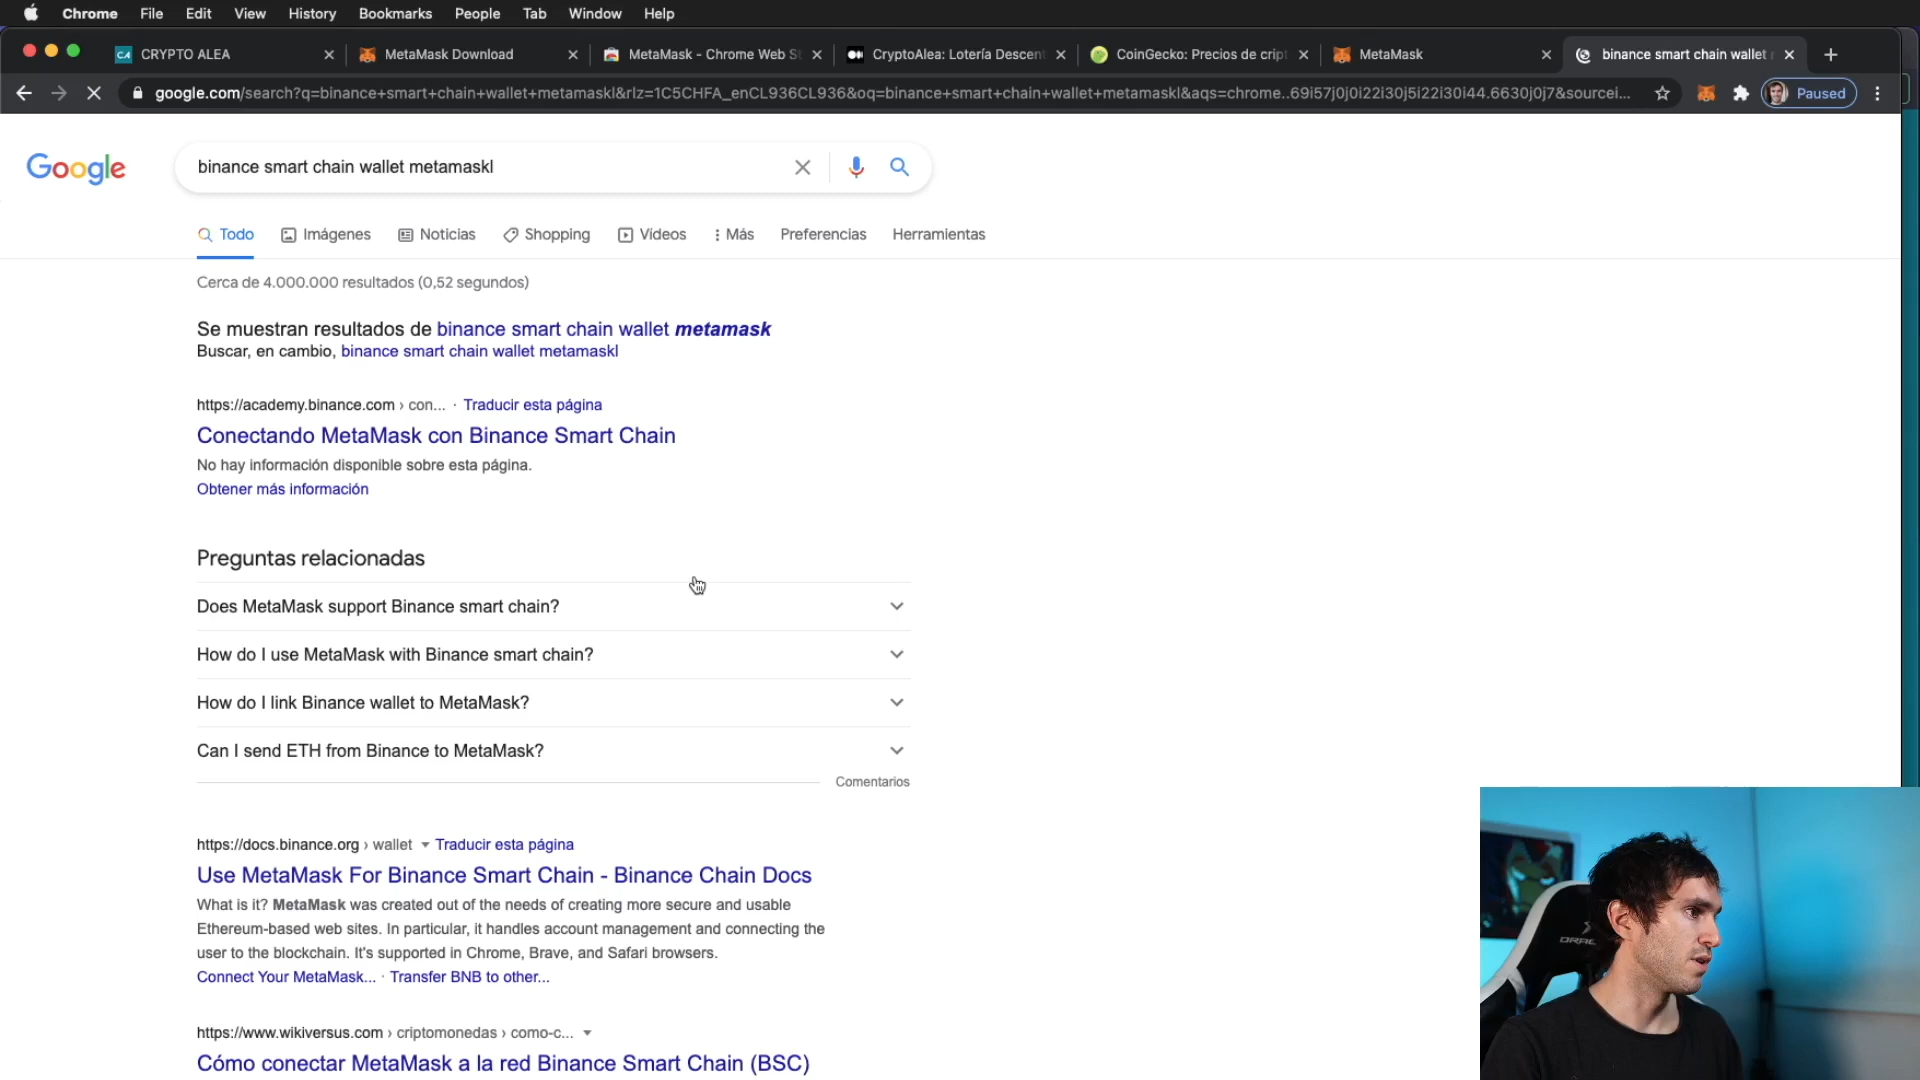 Chrome File Edit View History Bookmarks People Tab Window Help
CA CRYPTO ALEA MetaMask Download MetaMask - Chrome Web St CryptoAlea: Lotería Descent CoinGecko: Precios de cript MetaMask binance smart chain wallet
google.com/search?q=binance+smart+chain+wallet+metamaskl&rlz=1C5CHFA_enCL936CL936&oq=binance+smart+chain+wallet+metamaskl&aqs=chrome..69i57j0j0i22i30j5i22i30i44.6630j0j7&sourcei... Paused
Google
binance smart chain wallet metamaskl
Todo Imágenes Noticias Shopping Videos Más Preferencias Herramientas
Cerca de 4.000.000 resultados (0,52 segundos)
Se muestran resultados de binance smart chain wallet metamask
Buscar, en cambio, binance smart chain wallet metamaskl
https://academy.binance.com › con... · Traducir esta página
Conectando MetaMask con Binance Smart Chain
No hay información disponible sobre esta página.
Obtener más información
Preguntas relacionadas
Does MetaMask support Binance smart chain?
How do I use MetaMask with Binance smart chain?
How do I link Binance wallet to MetaMask?
Can I send ETH from Binance to MetaMask?
Comentarios
https://docs.binance.org › wallet Traducir esta página
Use MetaMask For Binance Smart Chain - Binance Chain Docs
What is it? MetaMask was created out of the needs of creating more secure and usable
Ethereum-based web sites. In particular, it handles account management and connecting the
user to the blockchain. It's supported in Chrome, Brave, and Safari browsers.
Connect Your MetaMask... · Transfer BNB to other...
https://www.wikiversus.com › criptomonedas › como-c...
Cómo conectar MetaMask a la red Binance Smart Chain (BSC)